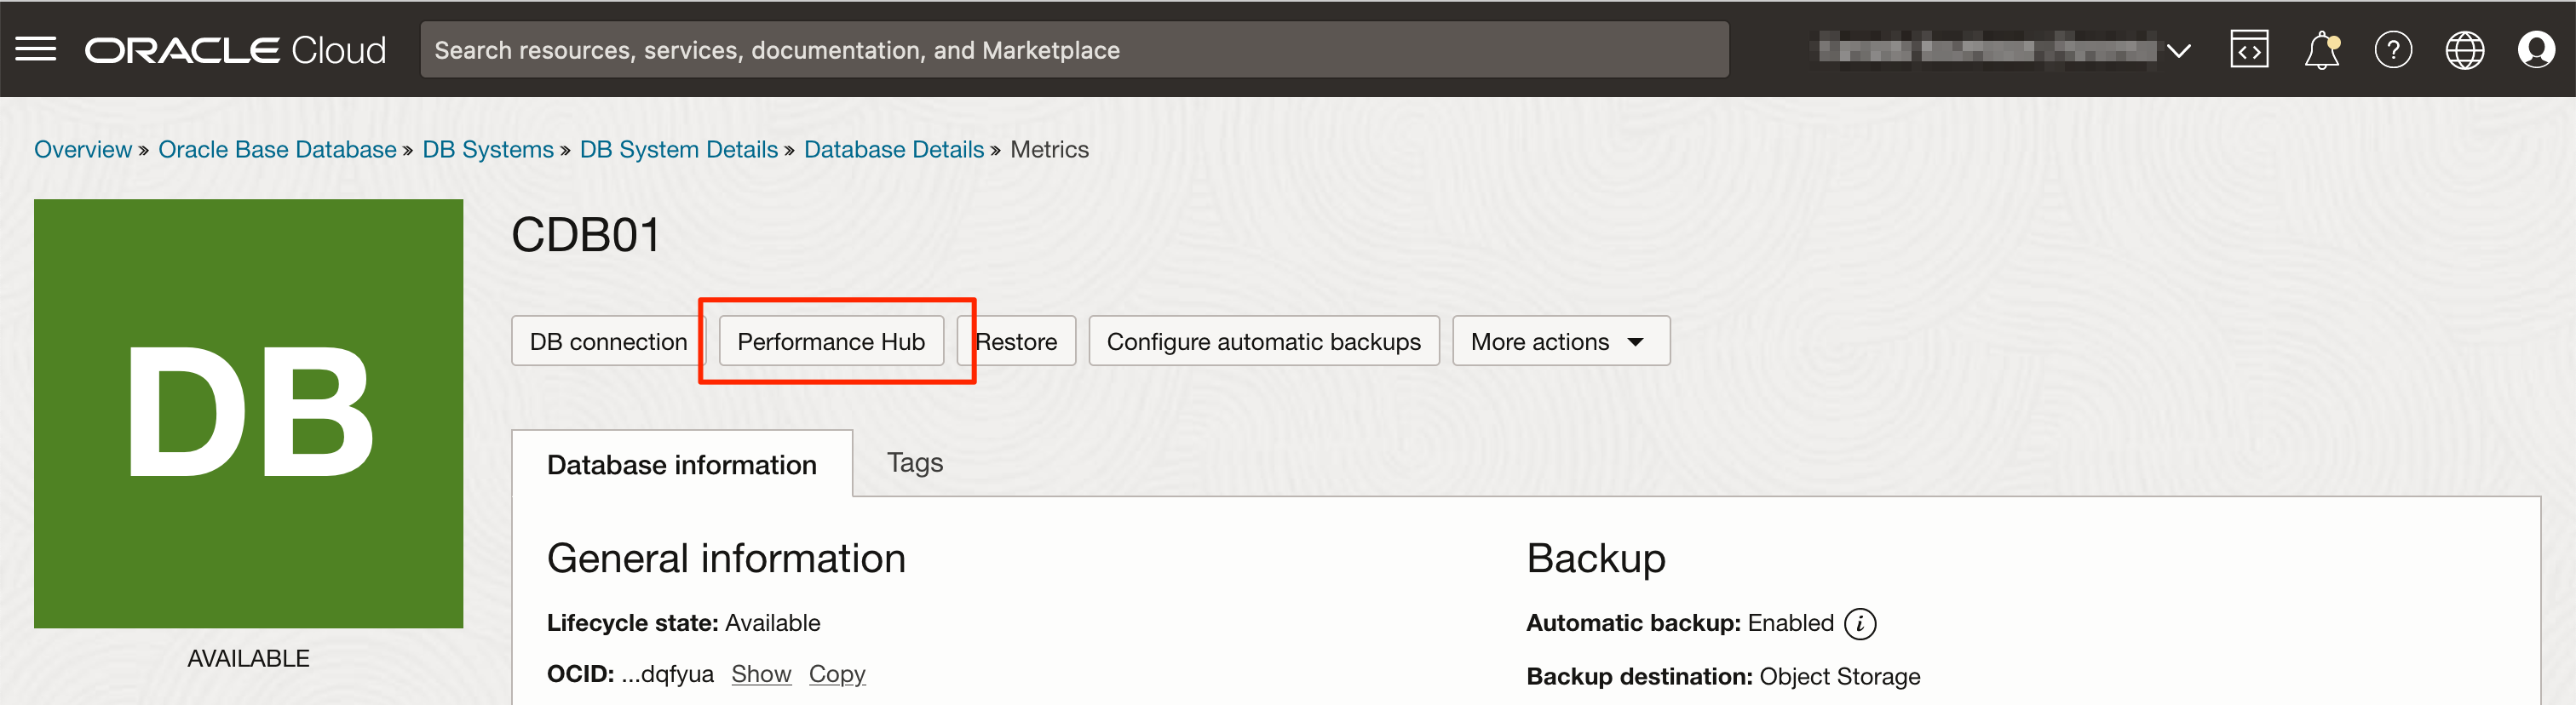 ORACLE Cloud Search resources, services, documentation, and Marketplace
Overview » Oracle Base Database » DB Systems » DB System Details » Database Details » Metrics
DB
AVAILABLE
CDB01
DB connection Performance Hub Restore Configure automatic backups More actions
Database information Tags
General information
Lifecycle state: Available
OCID: ...dqfyua Show Copy
Backup
Automatic backup: Enabled
Backup destination: Object Storage